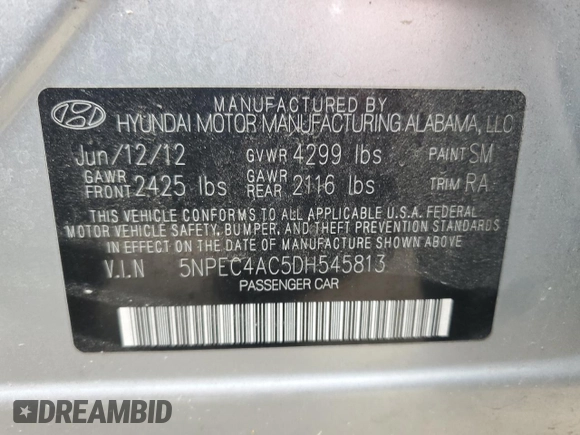 MANUFACTURED BY
HYUNDAI MOTOR MANUFACTURING ALABAMA, LLC
Jun/12/12 GVWR 4299 lbs PAINT SM
GAWR FRONT 2425 lbs GAWR REAR 2116 lbs TRIM RA
THIS VEHICLE CONFORMS TO ALL APPLICABLE U.S.A. FEDERAL
MOTOR VEHICLE SAFETY, BUMPER, AND THEFT PREVENTION STANDARDS
IN EFFECT ON THE DATE OF MANUFACTURE SHOWN ABOVE.
V.I.N 5NPEC4AC5DH545813
PASSENGER CAR
DREAMBID